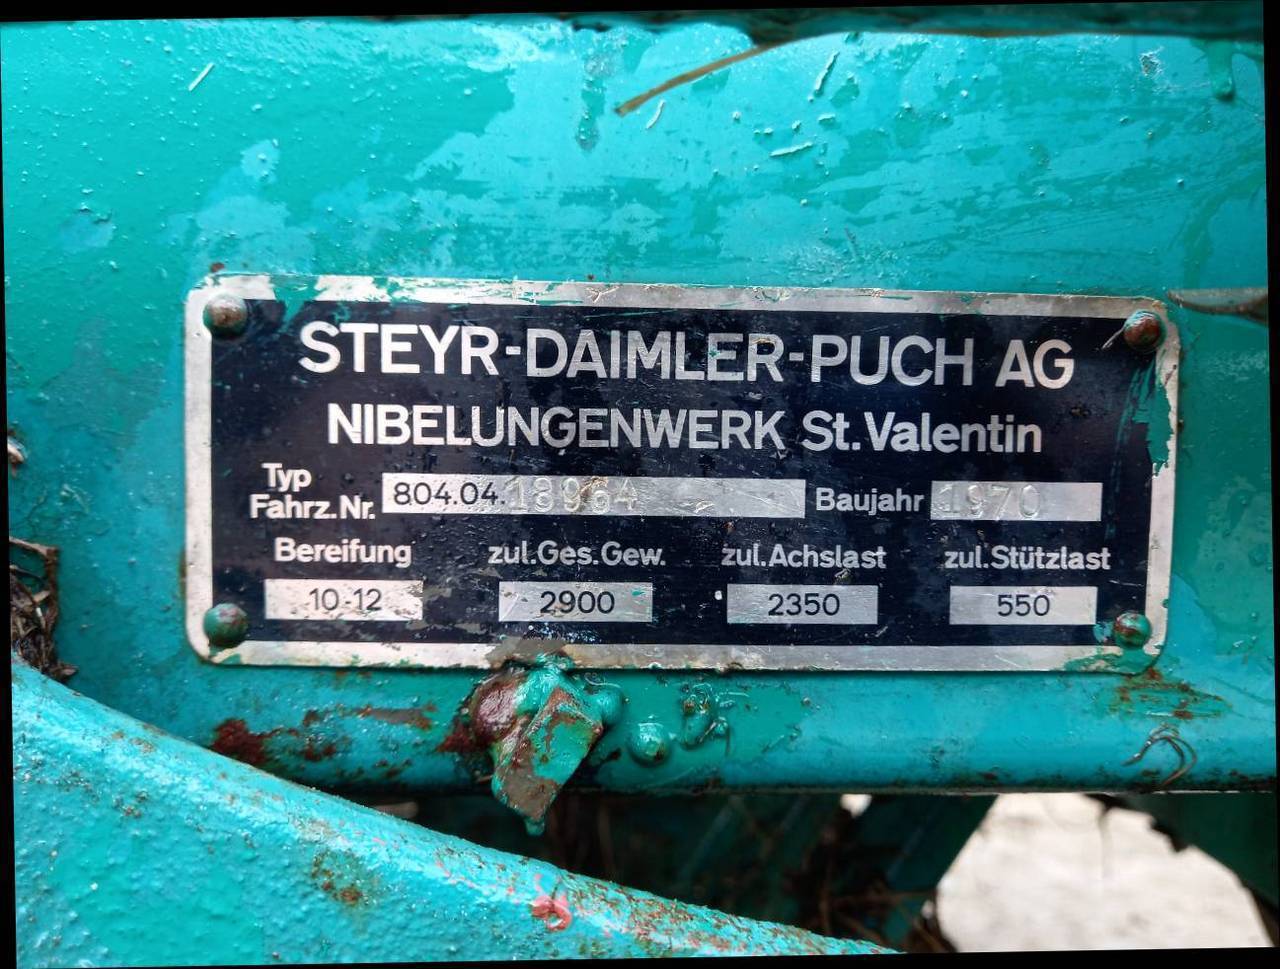 STEYR-DAIMLER-PUCH AG
NIBELUNGENWERK St.Valentin
Typ
Fahrz.Nr. 804.04.18964 Baujahr 1970
Bereifung zul.Ges.Gew. zul.Achslast zul.Stützlast
10-12 2900 2350 550